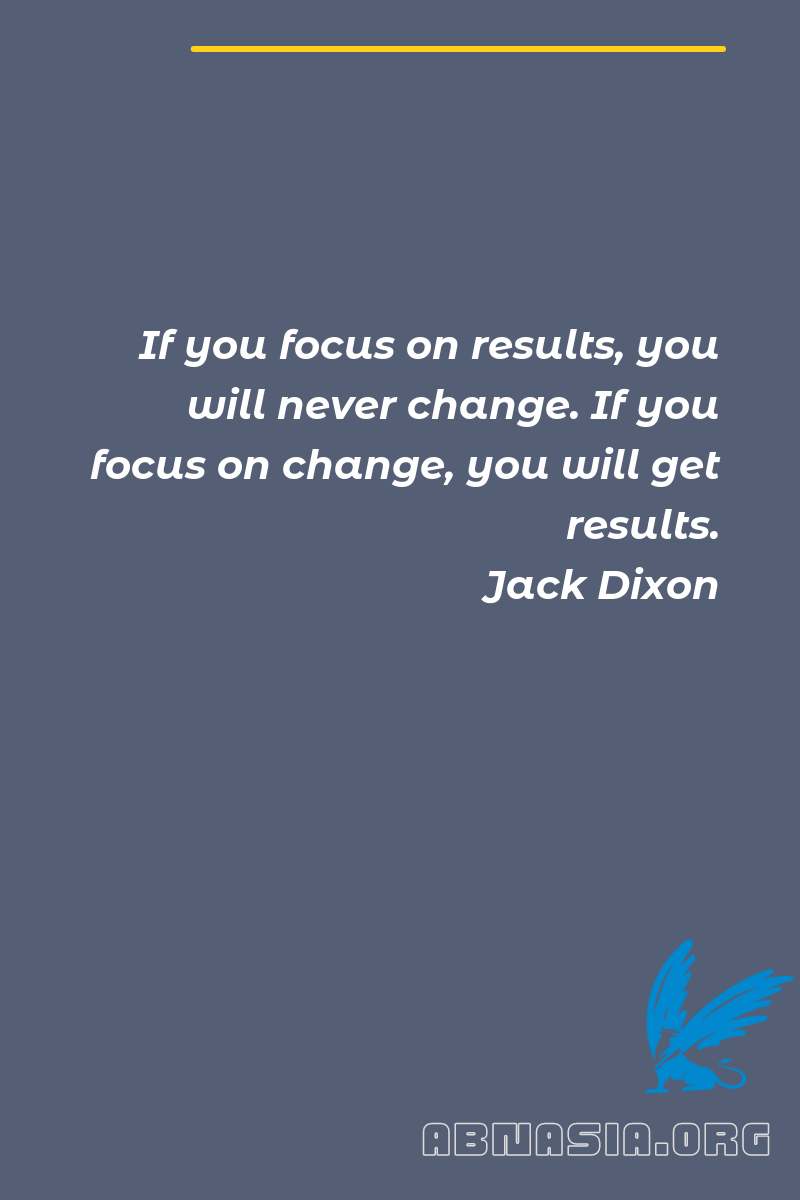 If you focus on results, you
will never change. If you
focus on change, you will get
results.
Jack Dixon
ABNASIA.ORG